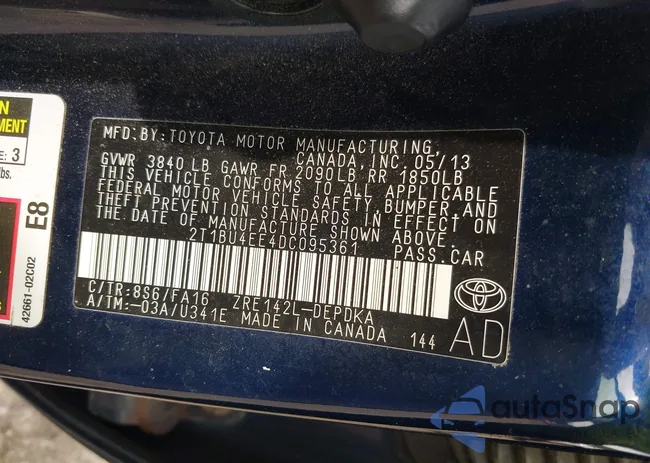 N
EMENT
E: 3
lbs.
E8
42661-02C02
MFD. BY: TOYOTA MOTOR MANUFACTURING,
CANADA, INC. 05/13
GVWR 3840 LB GAWR FR 2090LB RR 1850LB
THIS VEHICLE CONFORMS TO ALL APPLICABLE
FEDERAL MOTOR VEHICLE SAFETY, BUMPER, AND
THEFT PREVENTION STANDARDS IN EFFECT ON
THE DATE OF MANUFACTURE SHOWN ABOVE.
2T1BU4EE4DC095361 PASS. CAR
C/TR: 8S6/FA16 ZRE142L-DEPDKA
A/TM: -03A/U341E MADE IN CANADA 144
AD
autoSnap